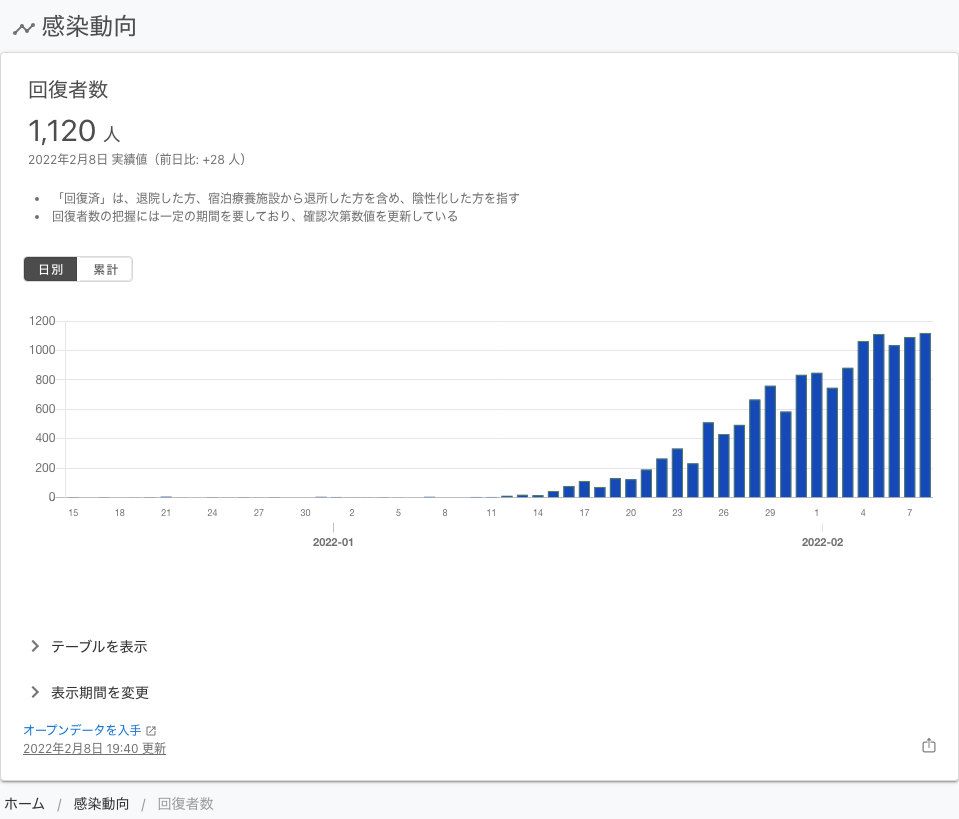 感染動向
回復者数
1,120 人
2022年2月8日 実績値（前日比: +28 人）
• 「回復済」は、退院した方、宿泊療養施設から退所した方を含め、陰性化した方を指す
• 回復者数の把握には一定の期間を要しており、確認次第数値を更新している
日別 累計
1200
1000
800
600
400
200
0
15 18 21 24 27 30 2 5 8 11 14 17 20 23 26 29 1 4 7
2022-01 2022-02
テーブルを表示
表示期間を変更
オープンデータを入手
2022年2月8日 19:40 更新
ホーム / 感染動向 / 回復者数